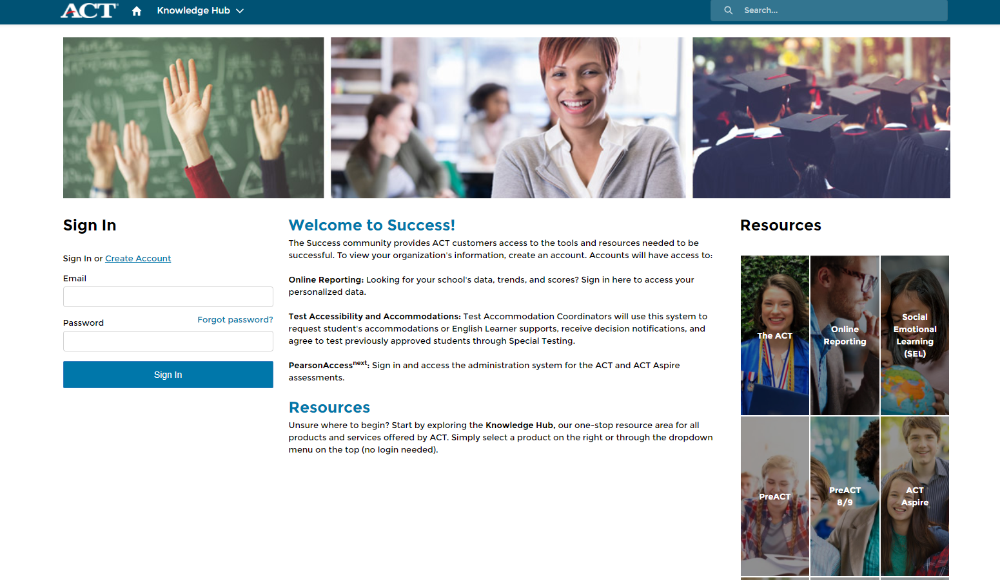 ACT
Knowledge Hub
Search...
Sign In
Sign In or Create Account
Email
Password
Forgot password?
Sign In
Welcome to Success!
The Success community provides ACT customers access to the tools and resources needed to be
successful. To view your organization's information, create an account. Accounts will have access to:
Online Reporting: Looking for your school's data, trends, and scores? Sign in here to access your
personalized data.
Test Accessibility and Accommodations: Test Accommodation Coordinators will use this system to
request student's accommodations or English Learner supports, receive decision notifications, and
agree to test previously approved students through Special Testing.
PearsonAccessnext: Sign in and access the administration system for the ACT and ACT Aspire
assessments.
Resources
Unsure where to begin? Start by exploring the Knowledge Hub, our one-stop resource area for all
products and services offered by ACT. Simply select a product on the right or through the dropdown
menu on the top (no login needed).
Resources
The ACT
Online
Reporting
Social
Emotional
Learning
(SEL)
PreACT
PreACT
8/9
ACT
Aspire